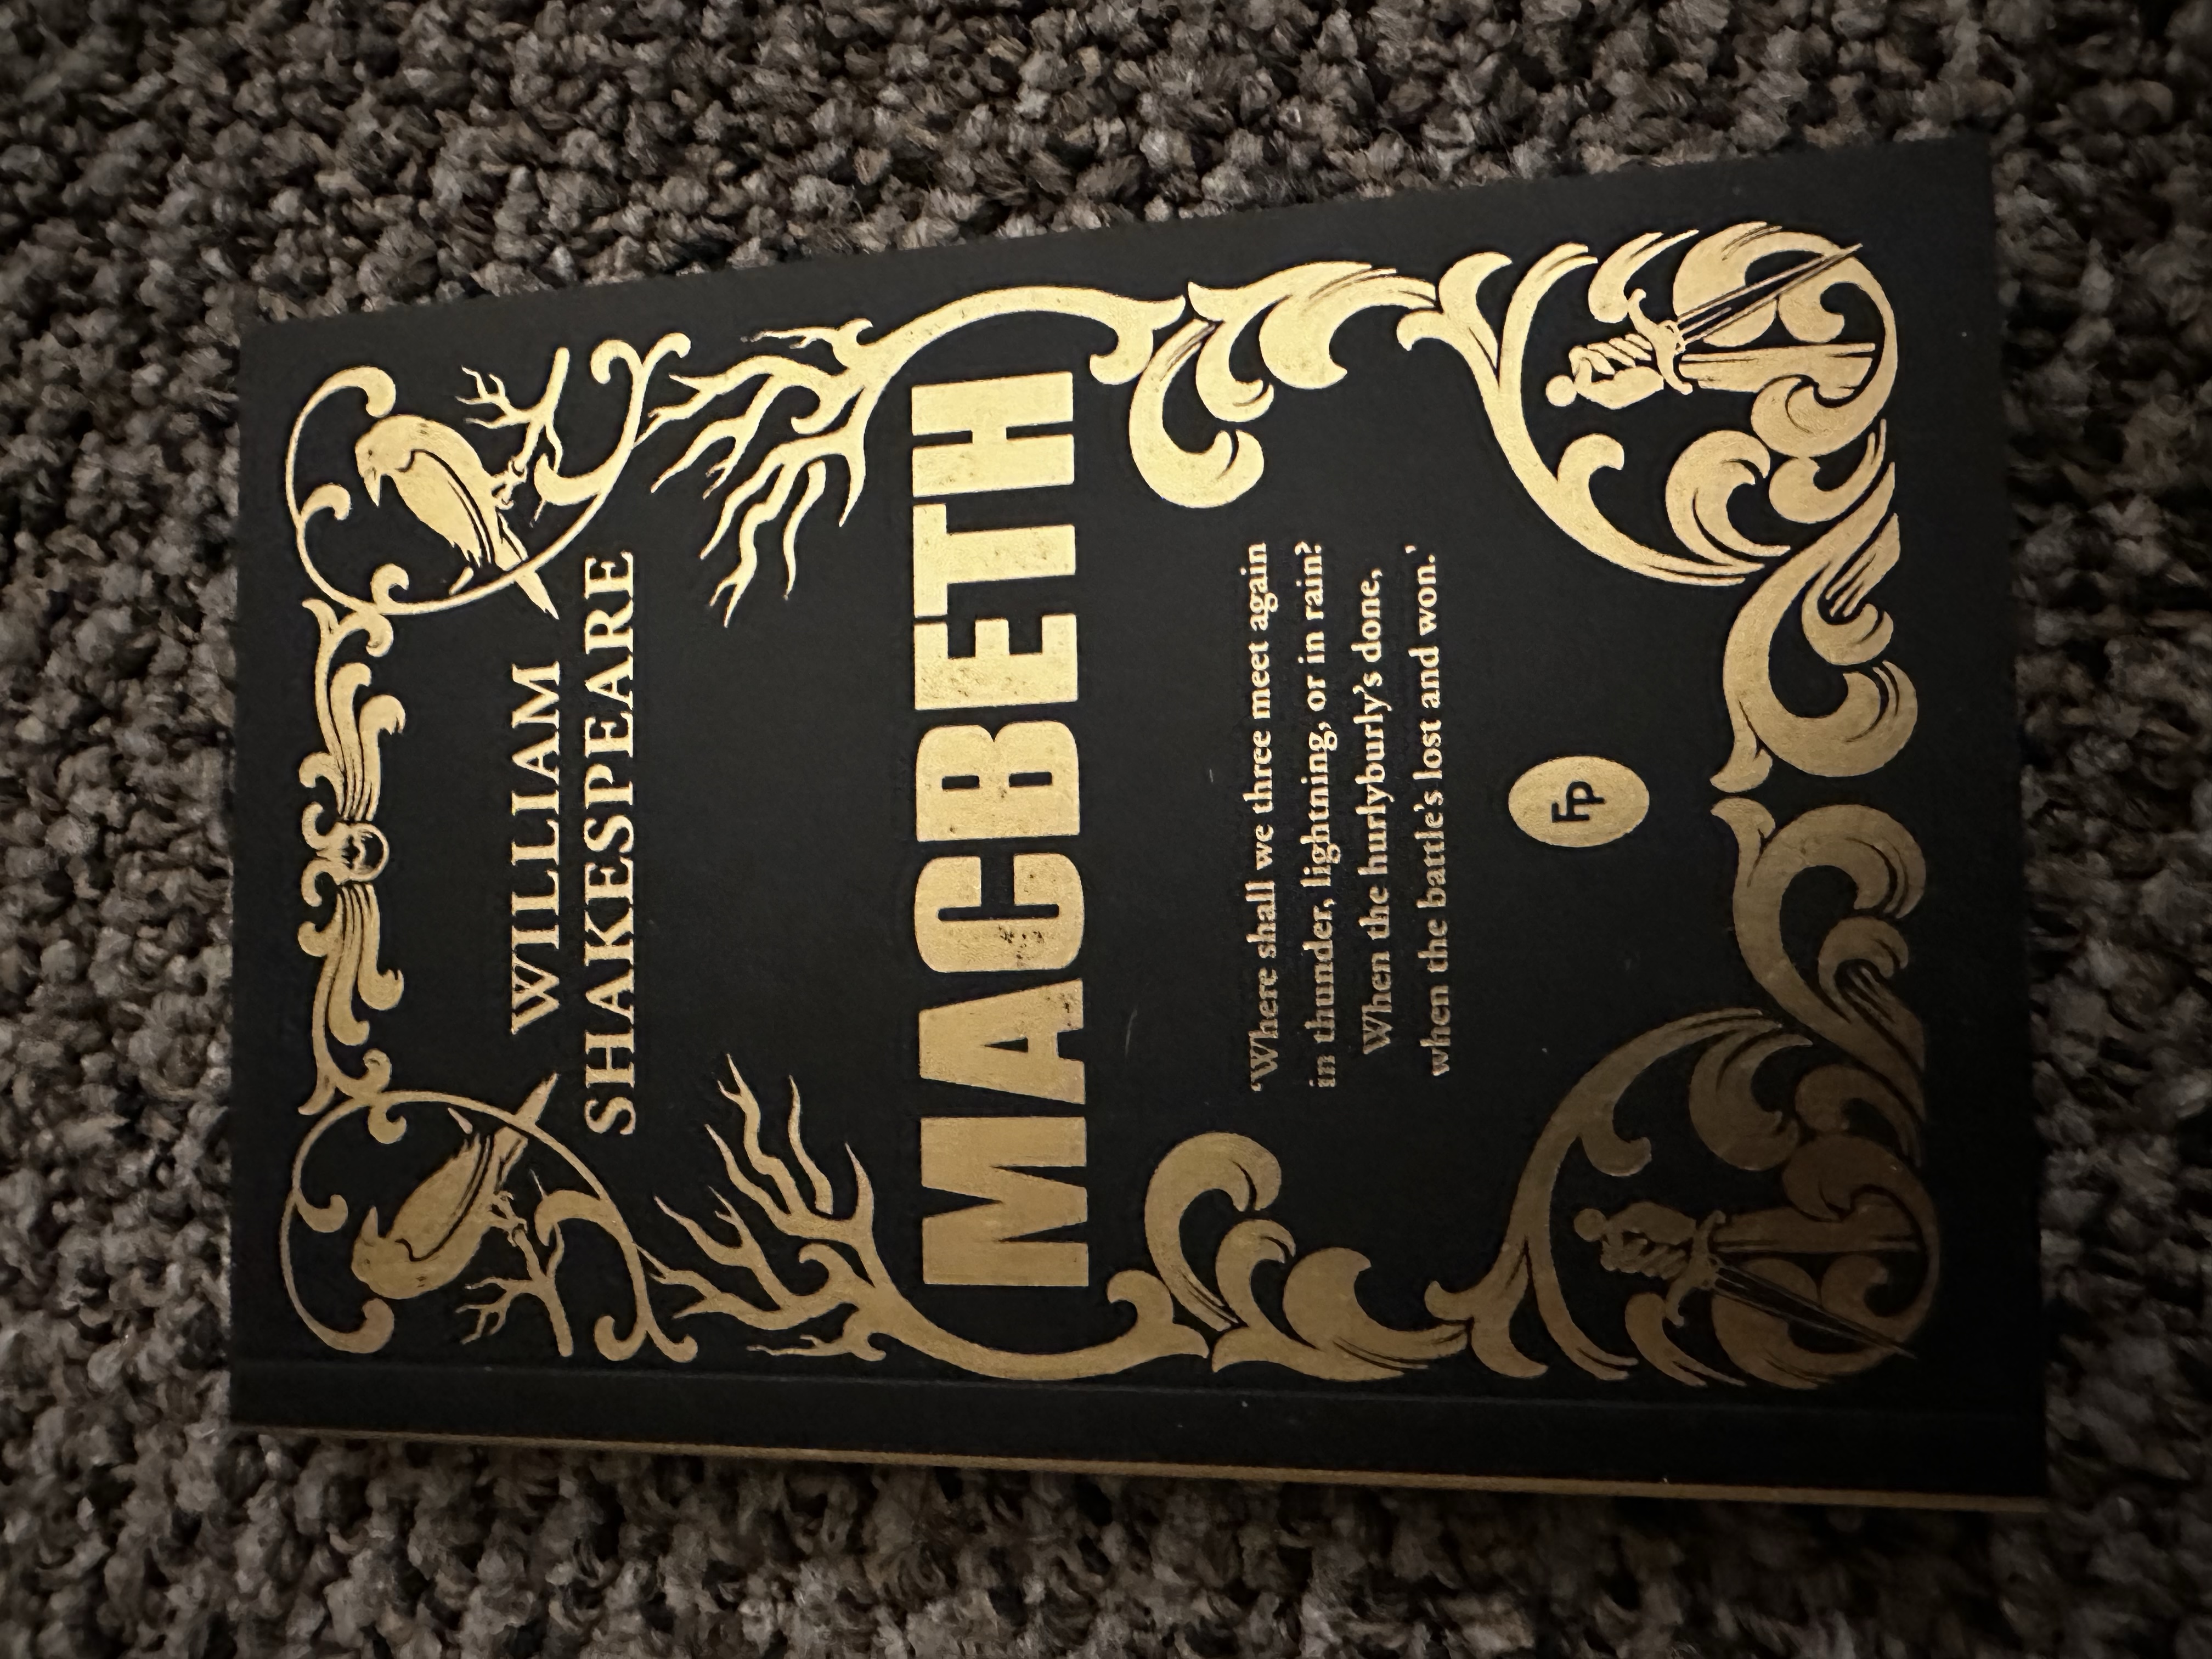 WILLIAM
SHAKESPEARE
MACBETH
‘Where shall we three meet again
in thunder, lightning, or in rain?
When the hurlyburly’s done,
when the battle’s lost and won.’
FP